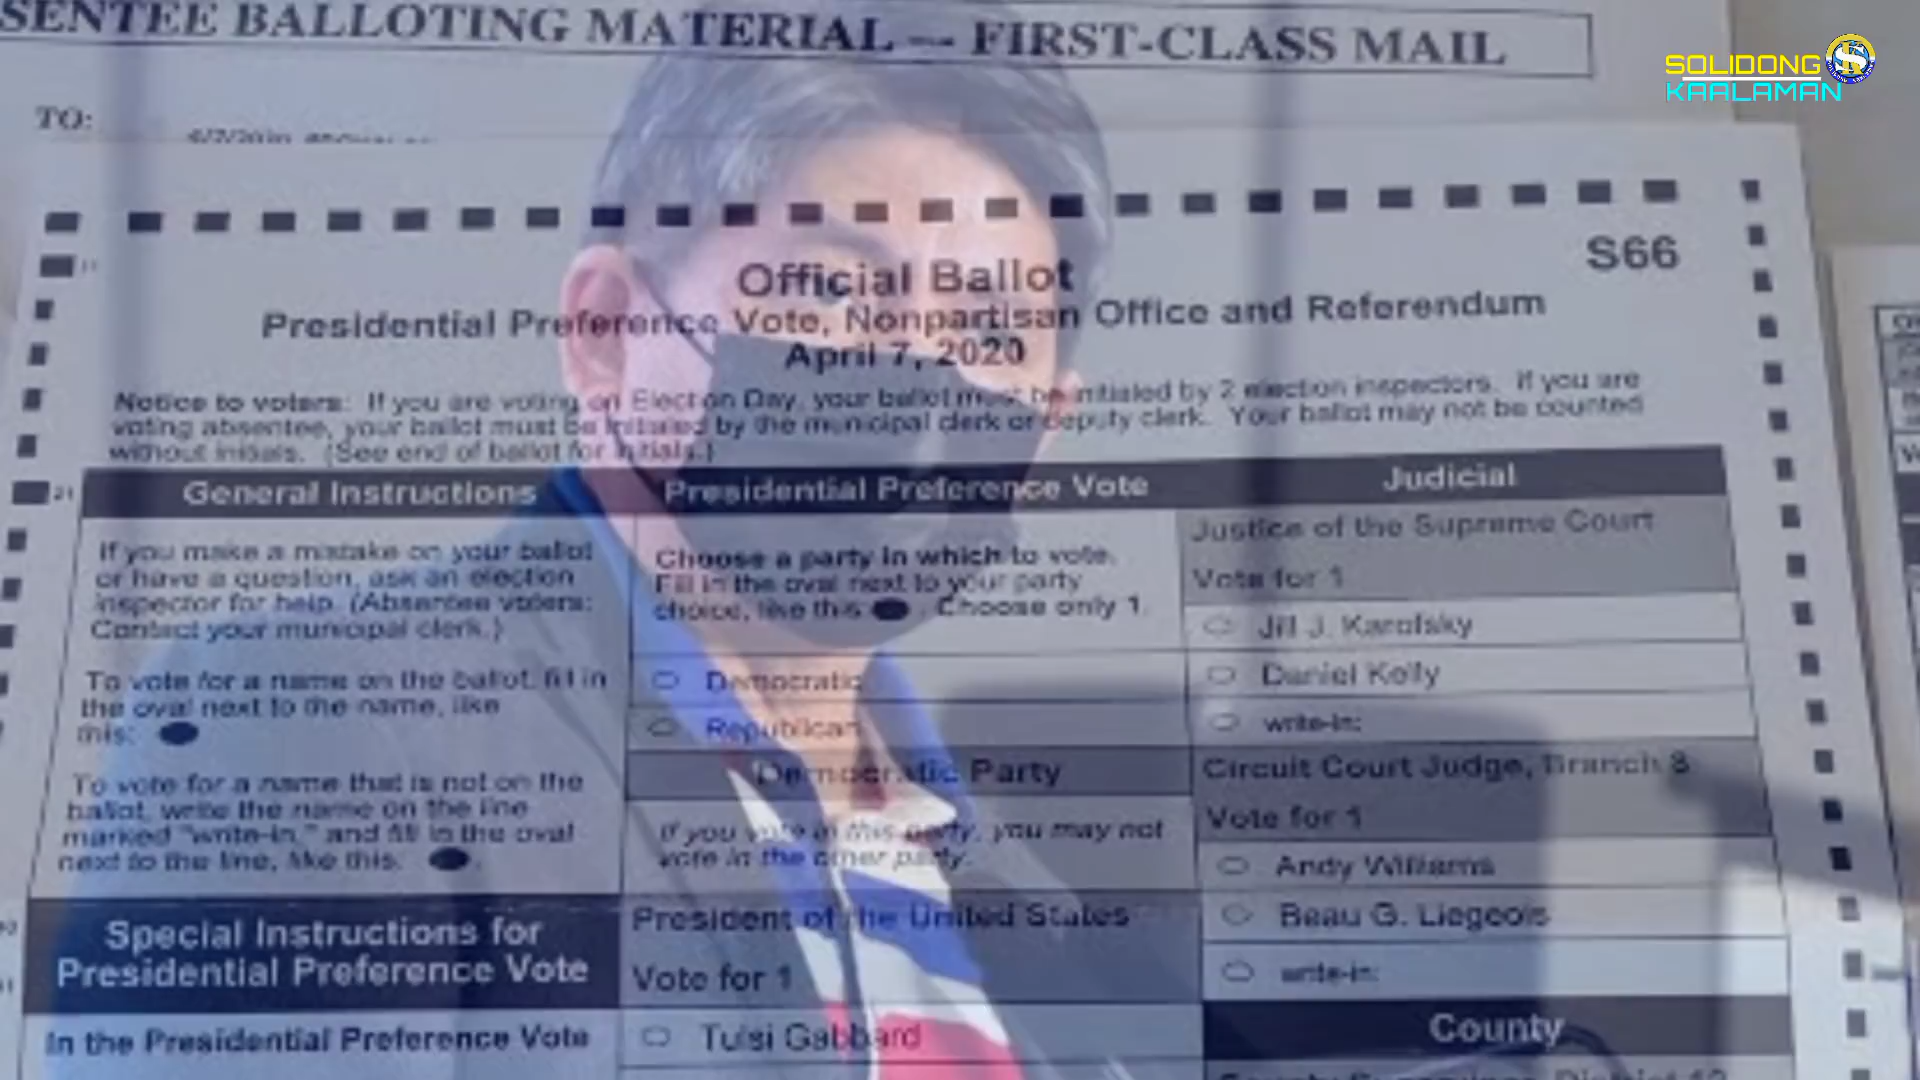 SENTEE BALLOTING MATERIAL — FIRST-CLASS MAIL
SOLIDONG
KAALAMAN
TO:
S66
Official Ballot
Presidential Preference Vote, Nonpartisan Office and Referendum
April 7, 2020
Notice to voters: If you are voting on Election Day, your ballot must be initialed by 2 election inspectors. If you are
voting absentee, your ballot must be initialed by the municipal clerk or deputy clerk. Your ballot may not be counted
without initials. (See end of ballot for initials.)
General Instructions
If you make a mistake on your ballot
or have a question, ask an election
inspector for help. (Absentee voters:
Contact your municipal clerk.)
To vote for a name on the ballot, fill in
the oval next to the name, like
this:
To vote for a name that is not on the
ballot, write the name on the line
marked "write-in," and fill in the oval
next to the line, like this:
Special Instructions for
Presidential Preference Vote
In the Presidential Preference Vote
Presidential Preference Vote
Choose a party in which to vote.
Fill in the oval next to your party
choice, like this . Choose only 1.
Democratic
Republican
Democratic Party
If you vote in this party, you may not
vote in the other party.
President of the United States
Vote for 1
Tulsi Gabbard
Judicial
Justice of the Supreme Court
Vote for 1
Jill J. Karofsky
Daniel Kelly
write-in:
Circuit Court Judge, Branch 8
Vote for 1
Andy Williams
Beau G. Liegeois
write-in:
County